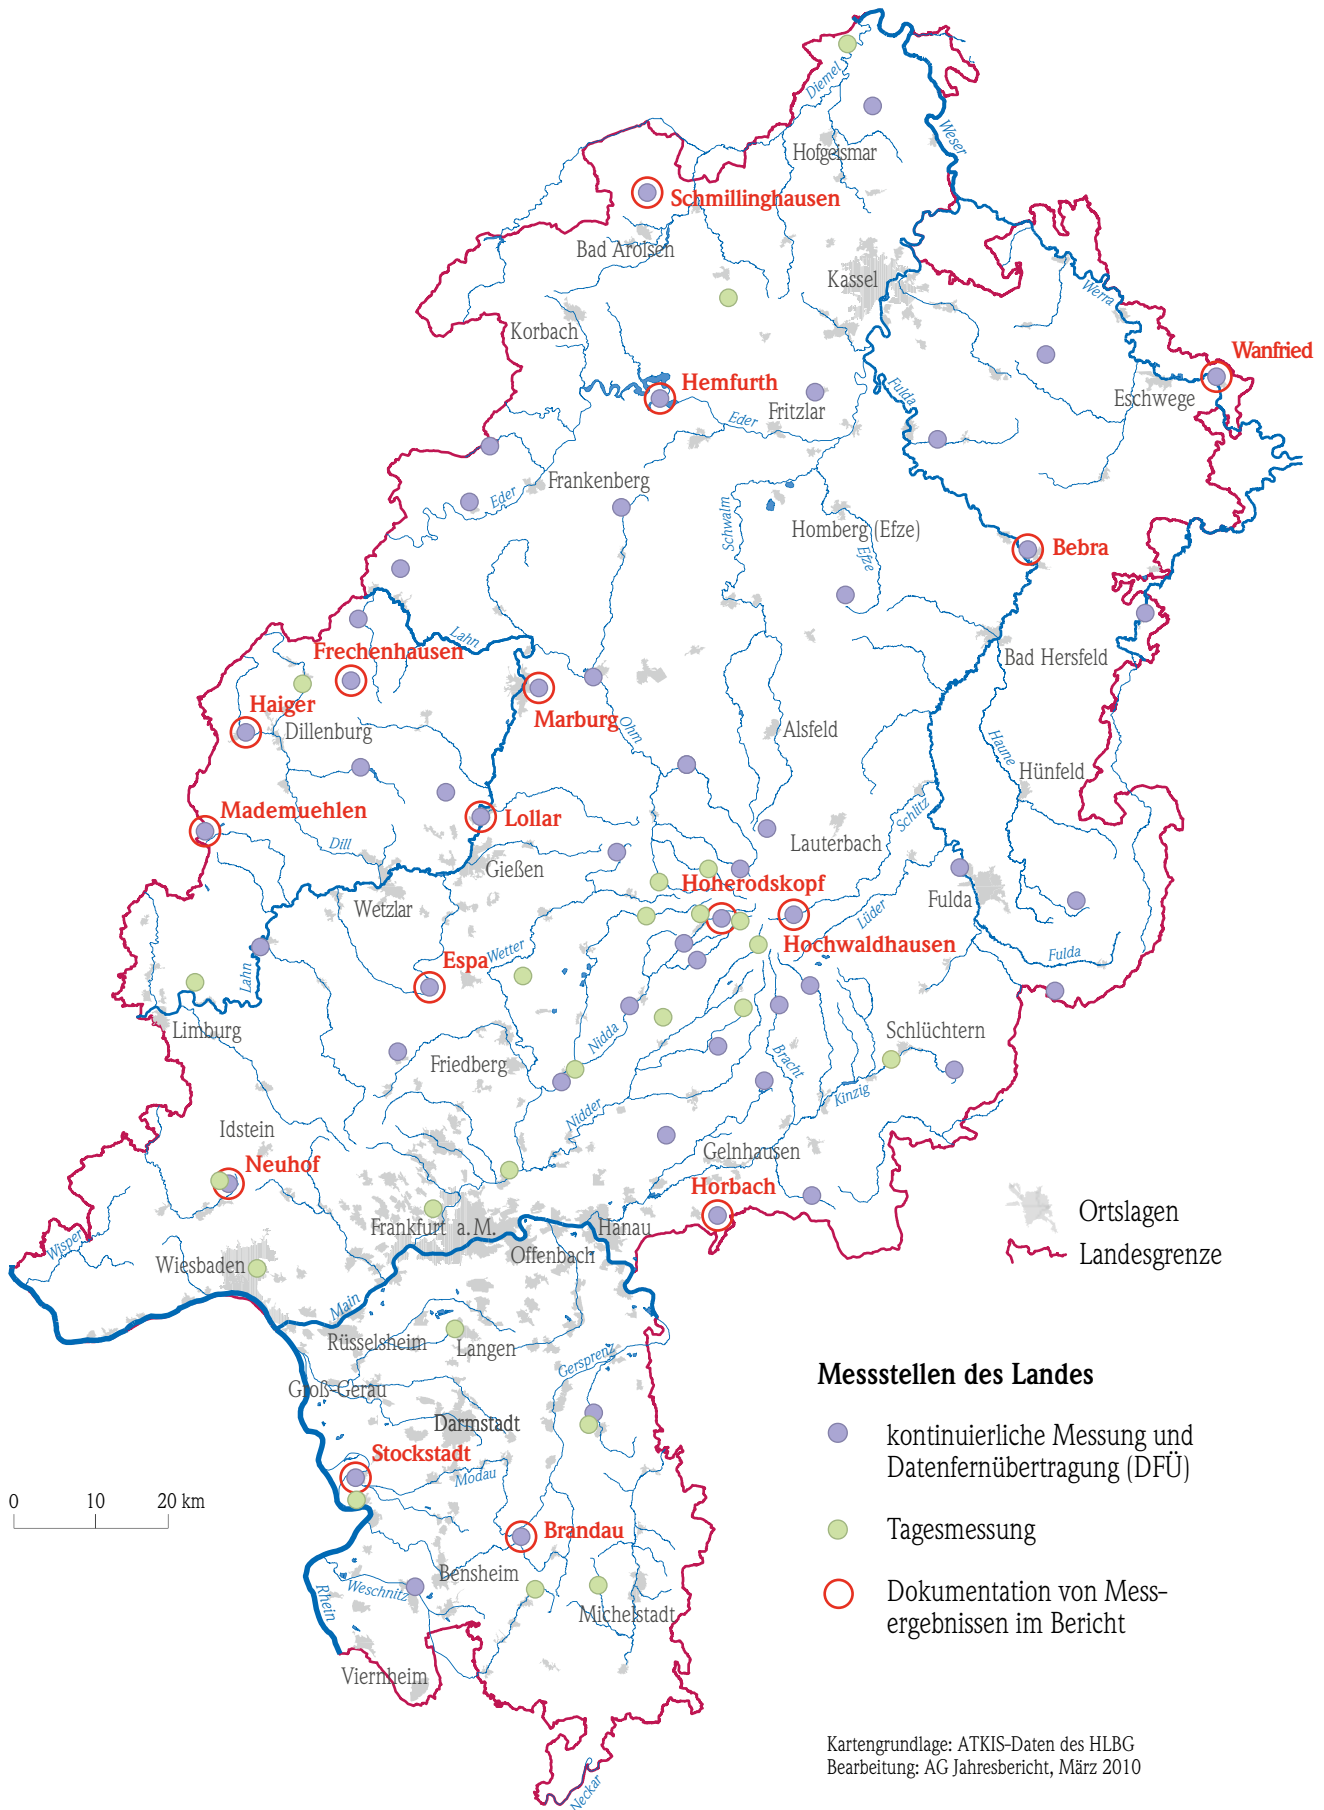 Diemel
Hofgeismar
Weser
Schmillinghausen
Bad Arolsen
Kassel
Werra
Korbach
Wanfried
Hemfurth
Fulda
Eschwege
Fritzlar
Eder
Frankenberg
Eder
Schwalm
Homberg (Efze)
Efze
Bebra
Lahn
Frechenhausen
Bad Hersfeld
Haiger
Marburg
Dillenburg
Ohm
Alsfeld
Haune
Hünfeld
Mademuehlen
Lollar
Schlitz
Dill
Lauterbach
Gießen
Hoherodskopf
Wetzlar
Fulda
Lüder
Hochwaldhausen
Wetter
Espa
Fulda
Lahn
Limburg
Schlüchtern
Nidda
Friedberg
Bracht
Kinzig
Nidder
Idstein
Gelnhausen
Neuhof
Horbach
Ortslagen
Frankfurt a.M.
Hanau
Wisper
Offenbach
Landesgrenze
Wiesbaden
Main
Rüsselsheim
Langen
Gersprenz
Messstellen des Landes
Groß-Gerau
Darmstadt
kontinuierliche Messung und
Datenfernübertragung (DFÜ)
Stockstadt
Modau
0 10 20 km
Tagesmessung
Brandau
Bensheim
Weschnitz
Rhein
Dokumentation von Mess-
ergebnissen im Bericht
Michelstadt
Viernheim
Kartengrundlage: ATKIS-Daten des HLBG
Bearbeitung: AG Jahresbericht, März 2010
Neckar